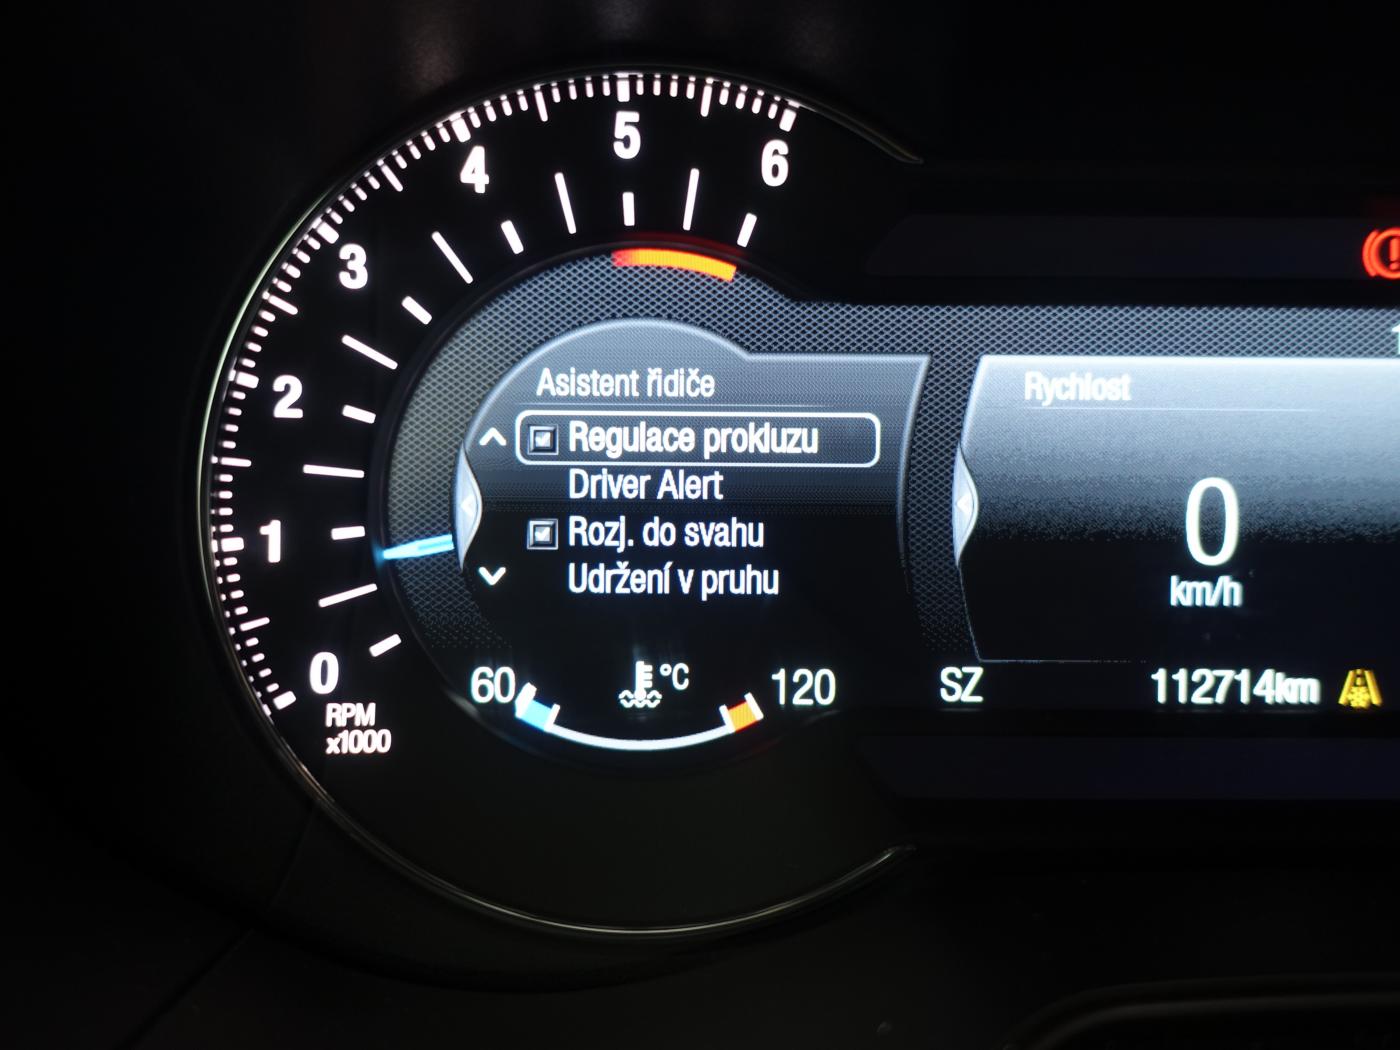 5
4
6
3
2
1
0
RPM
x1000
Asistent řidiče
Regulace prokluzu
Driver Alert
Rozj. do svahu
Udržení v pruhu
60
°C
120
Rychlost
0
km/h
SZ
112714km